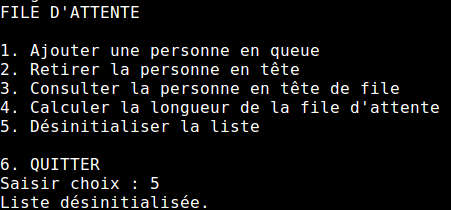 FILE D'ATTENTE
1. Ajouter une personne en queue
2. Retirer la personne en tête
3. Consulter la personne en tête de file
4. Calculer la longueur de la file d'attente
5. Désinitialiser la liste
6. QUITTER
Saisir choix : 5
Liste désinitialisée.